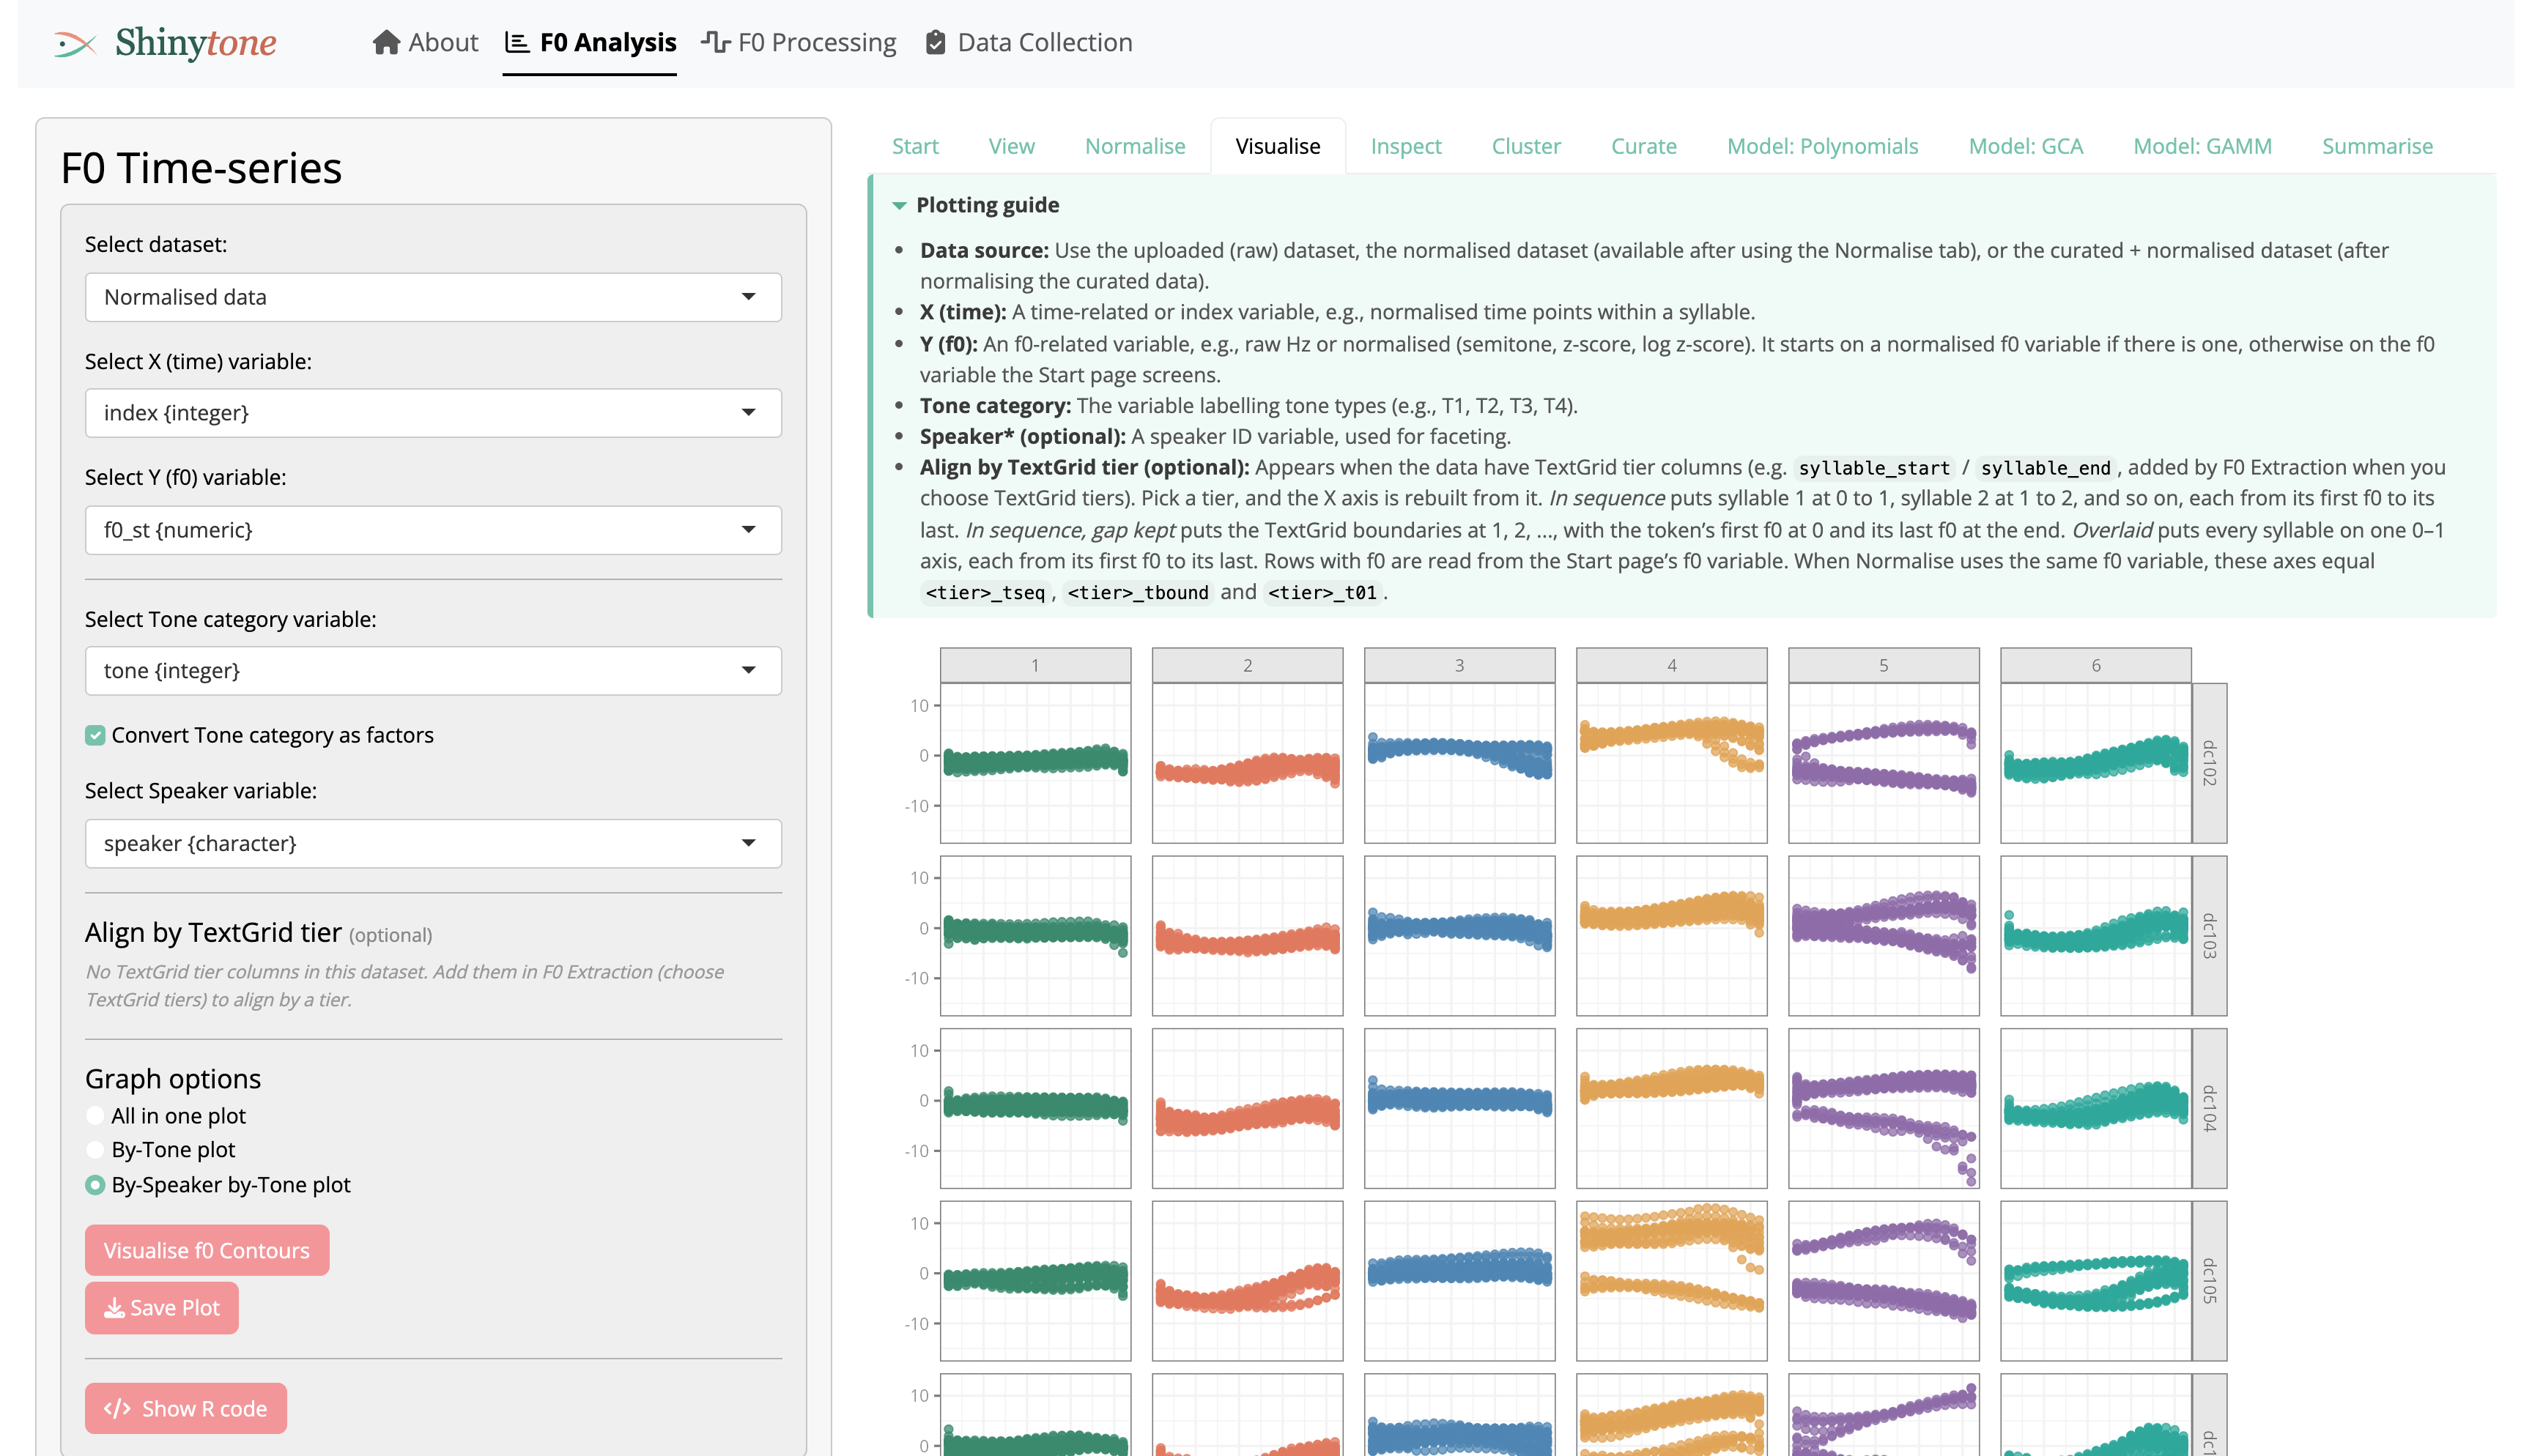 Shinytone
About
F0 Analysis
F0 Processing
Data Collection
F0 Time-series
Select dataset:
Normalised data
Select X (time) variable:
index {integer}
Select Y (f0) variable:
f0_st {numeric}
Select Tone category variable:
tone {integer}
Convert Tone category as factors
Select Speaker variable:
speaker {character}
Align by TextGrid tier (optional)
No TextGrid tier columns in this dataset. Add them in F0 Extraction (choose
TextGrid tiers) to align by a tier.
Graph options
All in one plot
By-Tone plot
By-Speaker by-Tone plot
Visualise f0 Contours
Save Plot
</> Show R code
Start
View
Normalise
Visualise
Inspect
Cluster
Curate
Model: Polynomials
Model: GCA
Model: GAMM
Summarise
Plotting guide
• Data source: Use the uploaded (raw) dataset, the normalised dataset (available after using the Normalise tab), or the curated + normalised dataset (after
normalising the curated data).
• X (time): A time-related or index variable, e.g., normalised time points within a syllable.
• Y (f0): An f0-related variable, e.g., raw Hz or normalised (semitone, z-score, log z-score). It starts on a normalised f0 variable if there is one, otherwise on the f0
variable the Start page screens.
• Tone category: The variable labelling tone types (e.g., T1, T2, T3, T4).
• Speaker* (optional): A speaker ID variable, used for faceting.
• Align by TextGrid tier (optional): Appears when the data have TextGrid tier columns (e.g. syllable_start / syllable_end, added by F0 Extraction when you
choose TextGrid tiers). Pick a tier, and the X axis is rebuilt from it. In sequence puts syllable 1 at 0 to 1, syllable 2 at 1 to 2, and so on, each from its first f0 to its
last. In sequence, gap kept puts the TextGrid boundaries at 1, 2, ..., with the token's first f0 at 0 and its last f0 at the end. Overlaid puts every syllable on one 0–1
axis, each from its first f0 to its last. Rows with f0 are read from the Start page's f0 variable. When Normalise uses the same f0 variable, these axes equal
<tier>_tseq, <tier>_tbound and <tier>_t01.
1
2
3
4
5
6
10
0
-10
dc102
10
0
-10
dc103
10
0
-10
dc104
10
0
-10
dc105
10
0